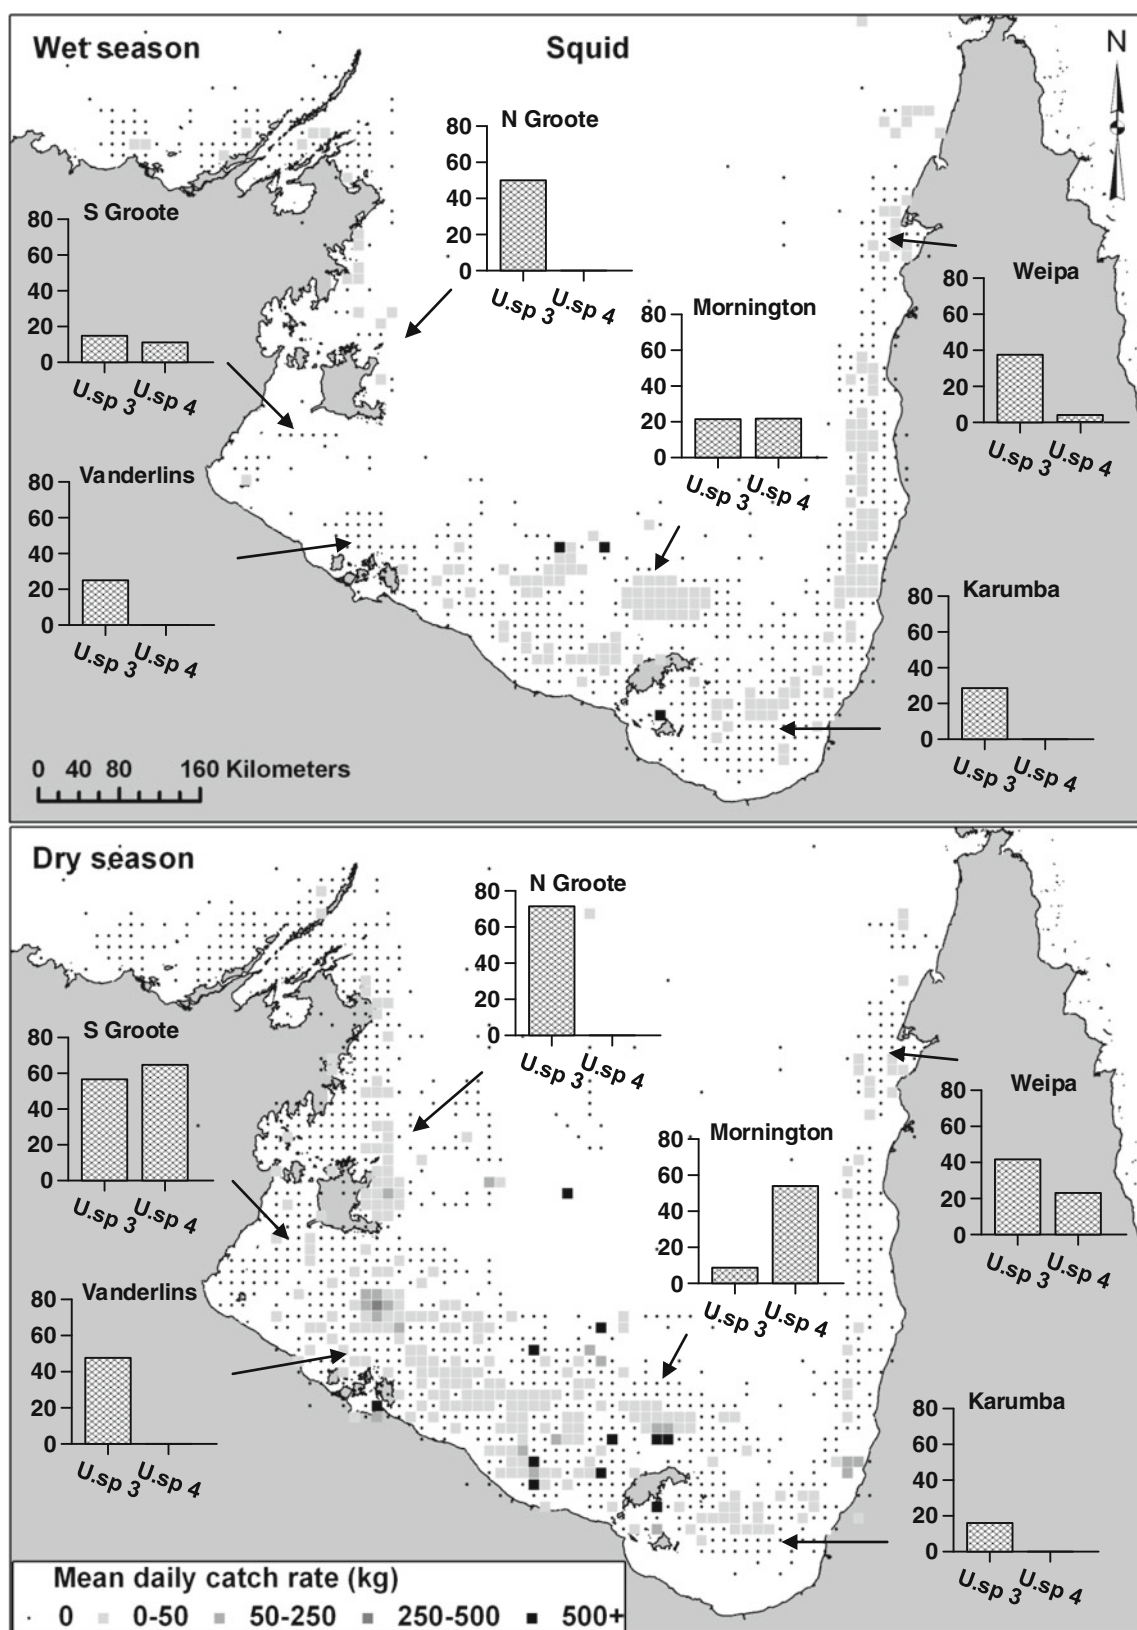 Wet season
Squid
N
N Groote
80
60
40
20
0
U.sp 3
U.sp 4
S Groote
80
60
40
20
0
U.sp 3
U.sp 4
Weipa
80
60
40
20
0
U.sp 3
U.sp 4
Mornington
80
60
40
20
0
U.sp 3
U.sp 4
Vanderlins
80
60
40
20
0
U.sp 3
U.sp 4
Karumba
80
60
40
20
0
U.sp 3
U.sp 4
0 40 80 160 Kilometers
Dry season
N Groote
80
60
40
20
0
U.sp 3
U.sp 4
S Groote
80
60
40
20
0
U.sp 3
U.sp 4
Weipa
80
60
40
20
0
U.sp 3
U.sp 4
Mornington
80
60
40
20
0
U.sp 3
U.sp 4
Vanderlins
80
60
40
20
0
U.sp 3
U.sp 4
Karumba
80
60
40
20
0
U.sp 3
U.sp 4
Mean daily catch rate (kg)
0 0-50 50-250 250-500 500+